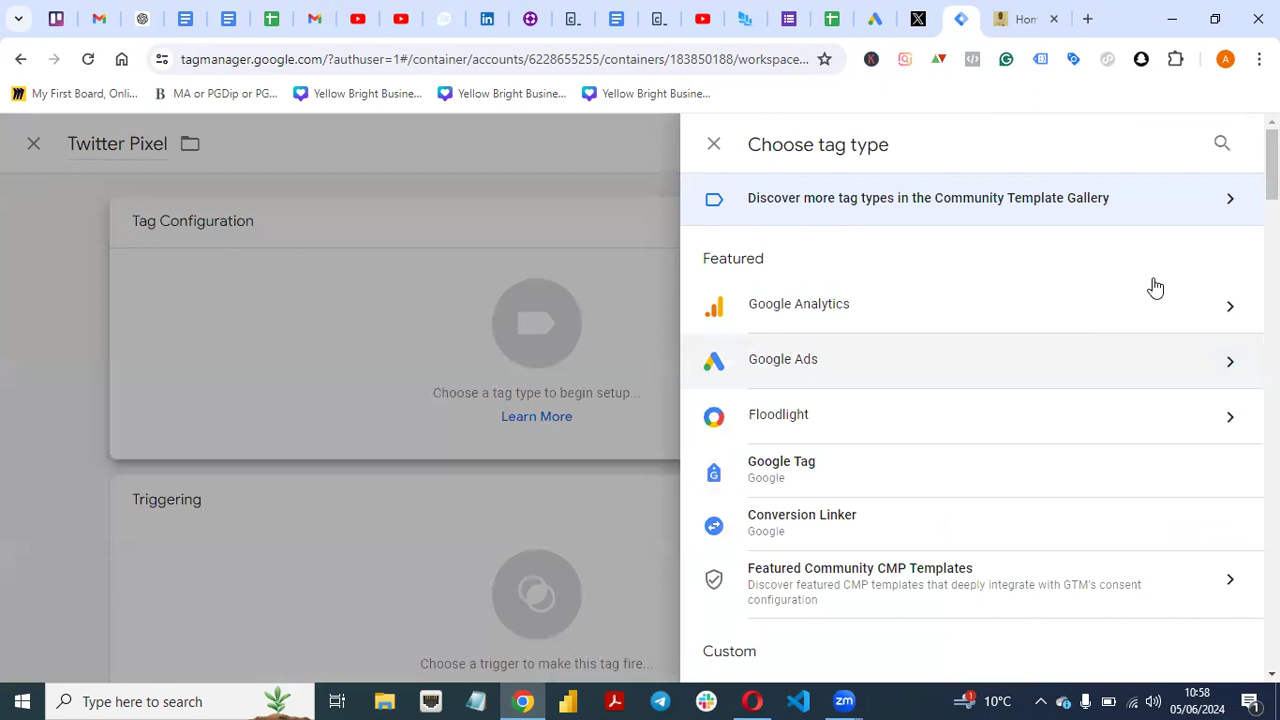 Hom
tagmanager.google.com/?authuser=1#/container/accounts/6228655255/containers/183850188/workspace...
A
My First Board, Onli...
B MA or PGDip or PG...
Yellow Bright Busine...
Yellow Bright Busine...
Yellow Bright Busine...
Twitter Pixel
Choose tag type
Discover more tag types in the Community Template Gallery
Tag Configuration
Featured
Google Analytics
Google Ads
Choose a tag type to begin setup...
Learn More
Floodlight
Google Tag
Google
Triggering
Conversion Linker
Google
Featured Community CMP Templates
Discover featured CMP templates that deeply integrate with GTM's consent
configuration
Choose a trigger to make this tag fire...
Custom
Type here to search
1
10°C
10:58
05/06/2024
1